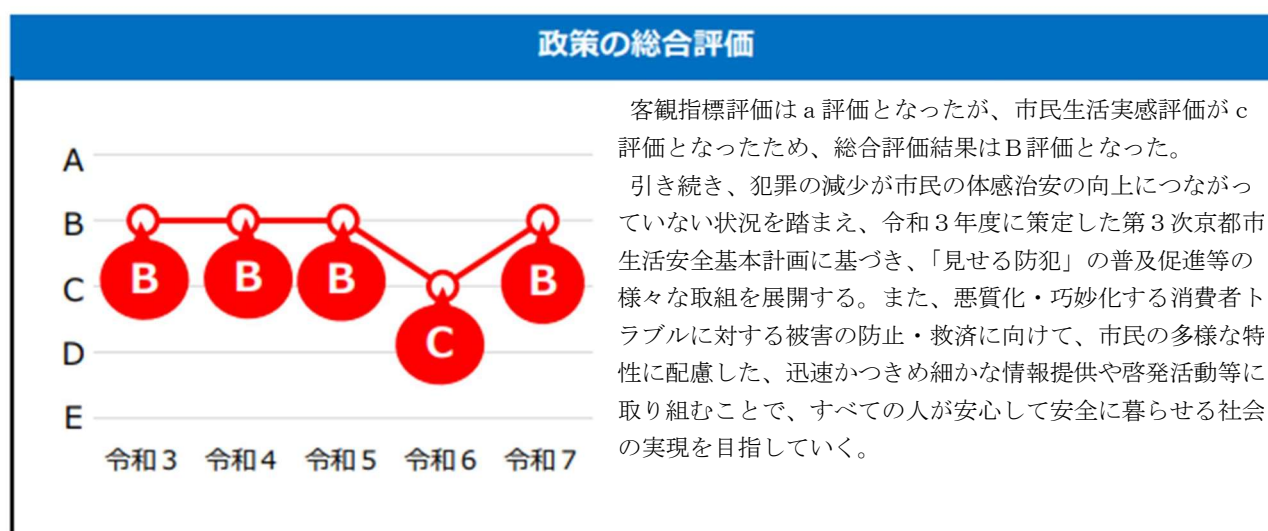 政策の総合評価
A
B
C
D
E
B
B
B
C
B
令和3 令和4 令和5 令和6 令和7
客観指標評価はa評価となったが、市民生活実感評価がc
評価となったため、総合評価結果はB評価となった。
引き続き、犯罪の減少が市民の体感治安の向上につながっ
ていない状況を踏まえ、令和3年度に策定した第3次京都市
生活安全基本計画に基づき、「見せる防犯」の普及促進等の
様々な取組を展開する。また、悪質化・巧妙化する消費者ト
ラブルに対する被害の防止・救済に向けて、市民の多様な特
性に配慮した、迅速かつきめ細かな情報提供や啓発活動等に
取り組むことで、すべての人が安心して安全に暮らせる社会
の実現を目指していく。